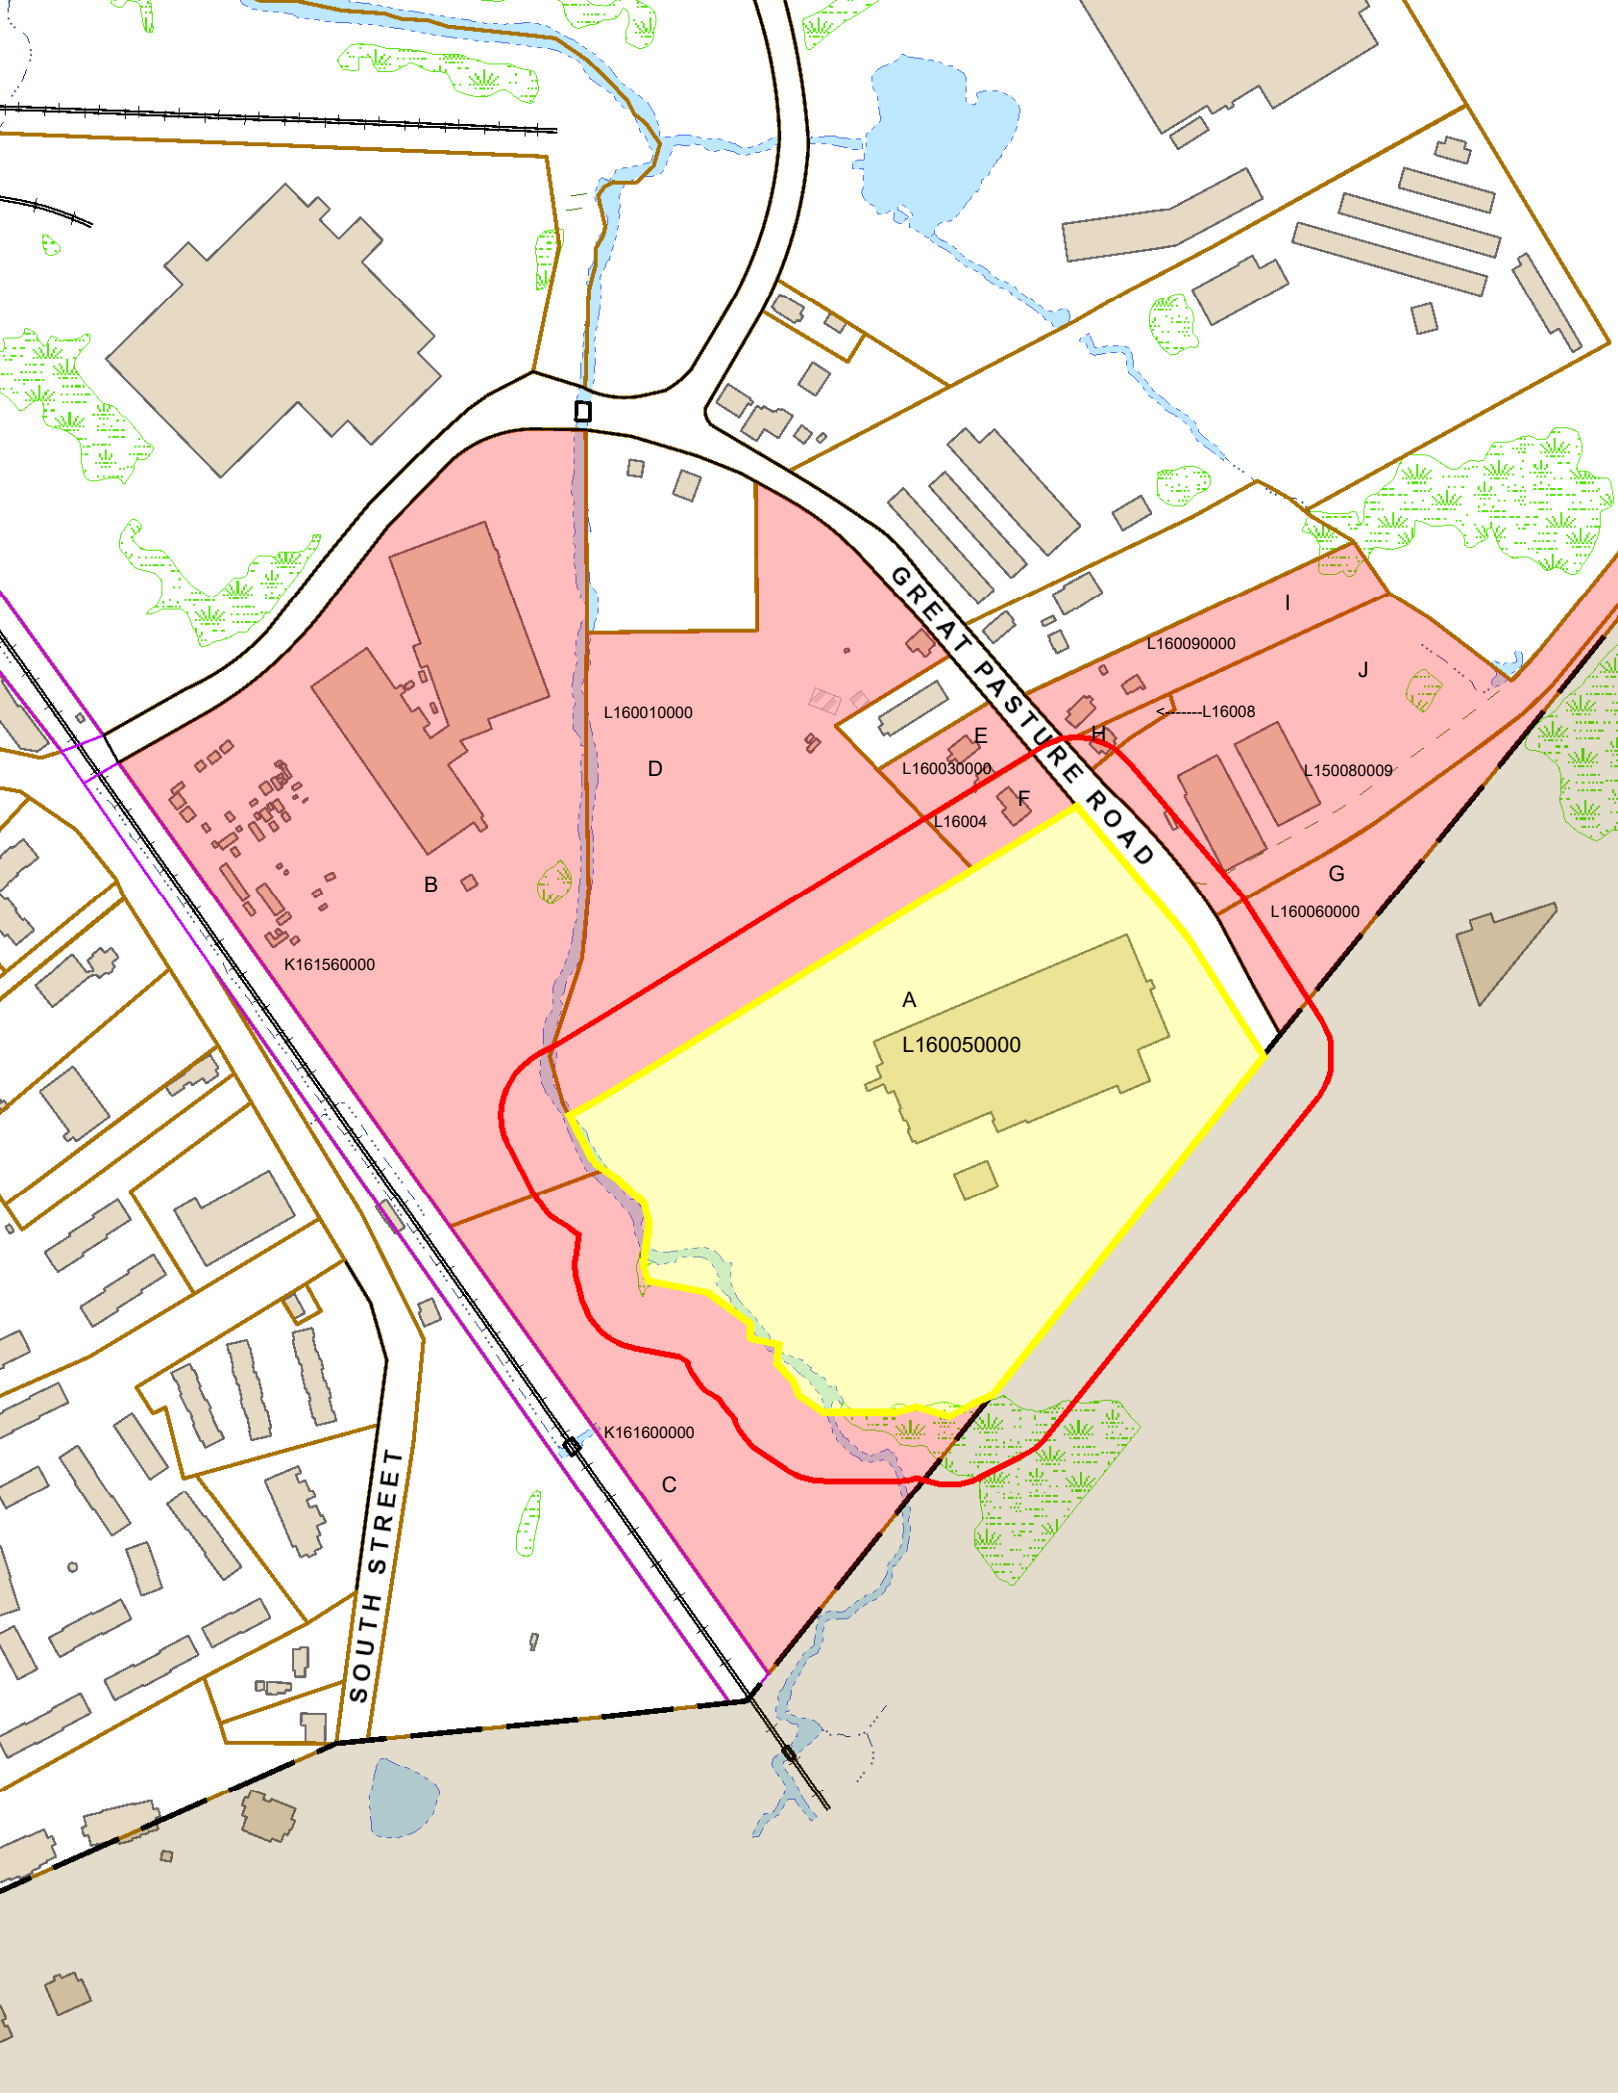 GREAT PASTURE ROAD
I
L160090000
J
<-------L16008
L160010000
E
H
D
L160030000
L150080009
F
L16004
G
B
L160060000
K161560000
A
L160050000
K161600000
C
SOUTH STREET